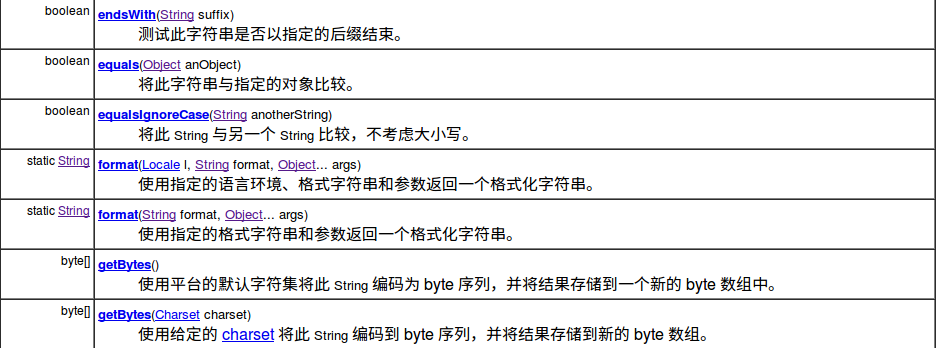 boolean endsWith(String suffix)
测试此字符串是否以指定的后缀结束。
boolean equals(Object anObject)
将此字符串与指定的对象比较。
boolean equalsIgnoreCase(String anotherString)
将此 String 与另一个 String 比较，不考虑大小写。
static String format(Locale l, String format, Object... args)
使用指定的语言环境、格式字符串和参数返回一个格式化字符串。
static String format(String format, Object... args)
使用指定的格式字符串和参数返回一个格式化字符串。
byte[] getBytes()
使用平台的默认字符集将此 String 编码为 byte 序列，并将结果存储到一个新的 byte 数组中。
byte[] getBytes(Charset charset)
使用给定的 charset 将此 String 编码到 byte 序列，并将结果存储到新的 byte 数组。